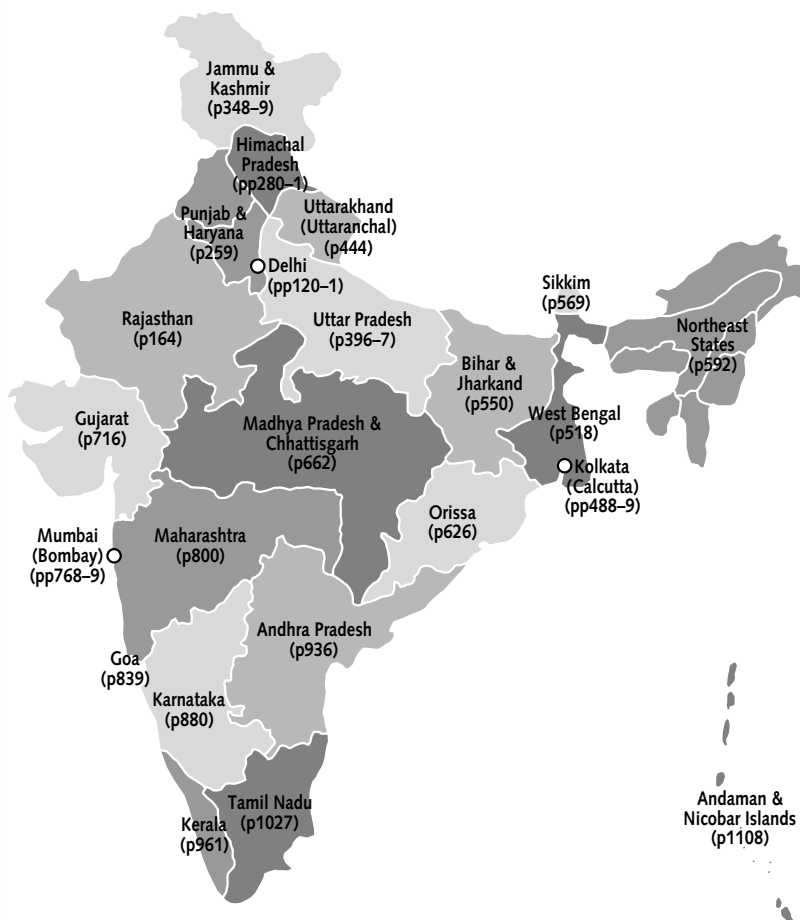 Jammu &
Kashmir
(p348–9)
Himachal
Pradesh
(pp280–1)
Uttarakhand
(Uttaranchal)
(p444)
Punjab &
Haryana
(p259)
Delhi
(pp120–1)
Sikkim
(p569)
Rajasthan
(p164)
Uttar Pradesh
(p396–7)
Northeast
States
(p592)
Bihar &
Jharkand
(p550)
Gujarat
(p716)
Madhya Pradesh &
Chhattisgarh
(p662)
West Bengal
(p518)
Kolkata
(Calcutta)
(pp488–9)
Orissa
(p626)
Mumbai
(Bombay)
(pp768–9)
Maharashtra
(p800)
Andhra Pradesh
(p936)
Goa
(p839)
Karnataka
(p880)
Tamil Nadu
(p1027)
Kerala
(p961)
Andaman &
Nicobar Islands
(p1108)